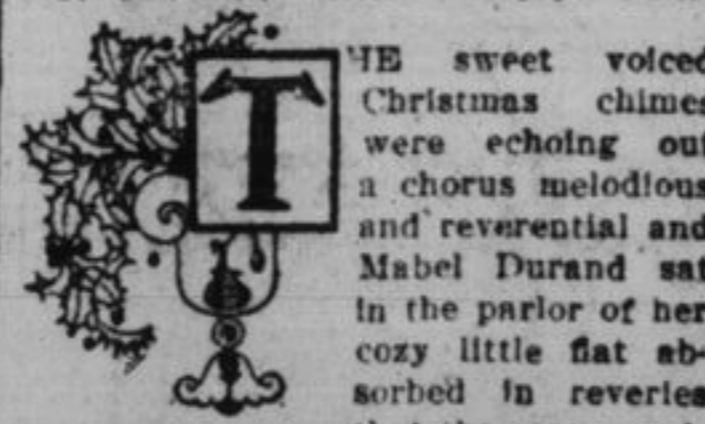 THE sweet voiced
Christmas chimes
were echoing out
a chorus melodious
and reverential and
Mabel Durand sat
in the parlor of her
cozy little flat ab-
sorbed in reveries